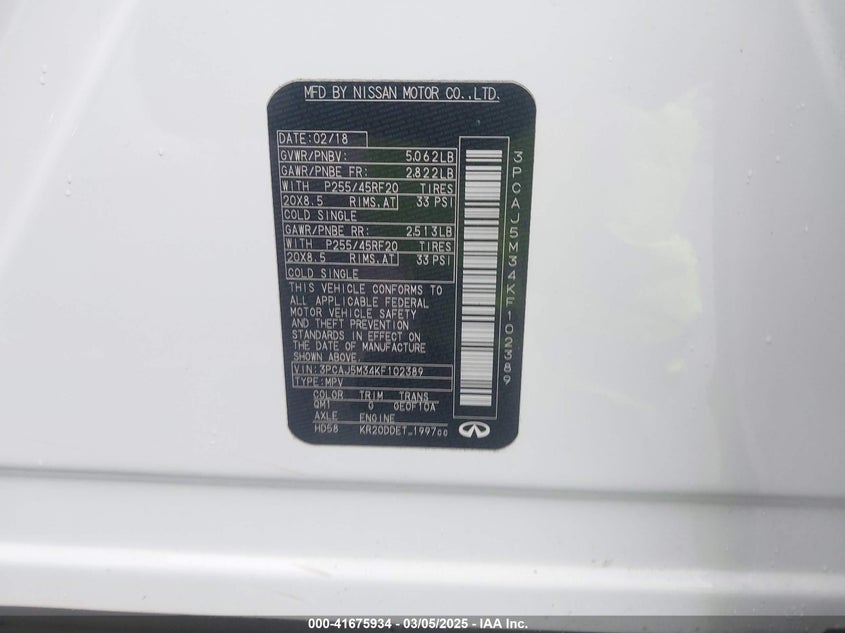 MFD BY NISSAN MOTOR CO.,LTD.
DATE:02/18
GVWR/PNBV: 5.062LB
GAWR/PNBE FR: 2.822LB
WITH P255/45RF20 TIRES
20X8.5 RIMS.AT 33 PSI
COLD SINGLE
GAWR/PNBE RR: 2.513LB
WITH P255/45RF20 TIRES
20X8.5 RIMS.AT 33 PSI
COLD SINGLE
THIS VEHICLE CONFORMS TO
ALL APPLICABLE FEDERAL
MOTOR VEHICLE SAFETY
AND THEFT PREVENTION
STANDARDS IN EFFECT ON
THE DATE OF MANUFACTURE
SHOWN ABOVE.
VIN:3PCAJ5M34KF102389
TYPE:MPV
COLOR TRIM TRANS
QM1 G GE0F10A
AXLE ENGINE
HD58 KR20DDET_1997cc
3PCAJ5M34KF102389
000-41675934 - 03/05/2025 - IAA Inc.